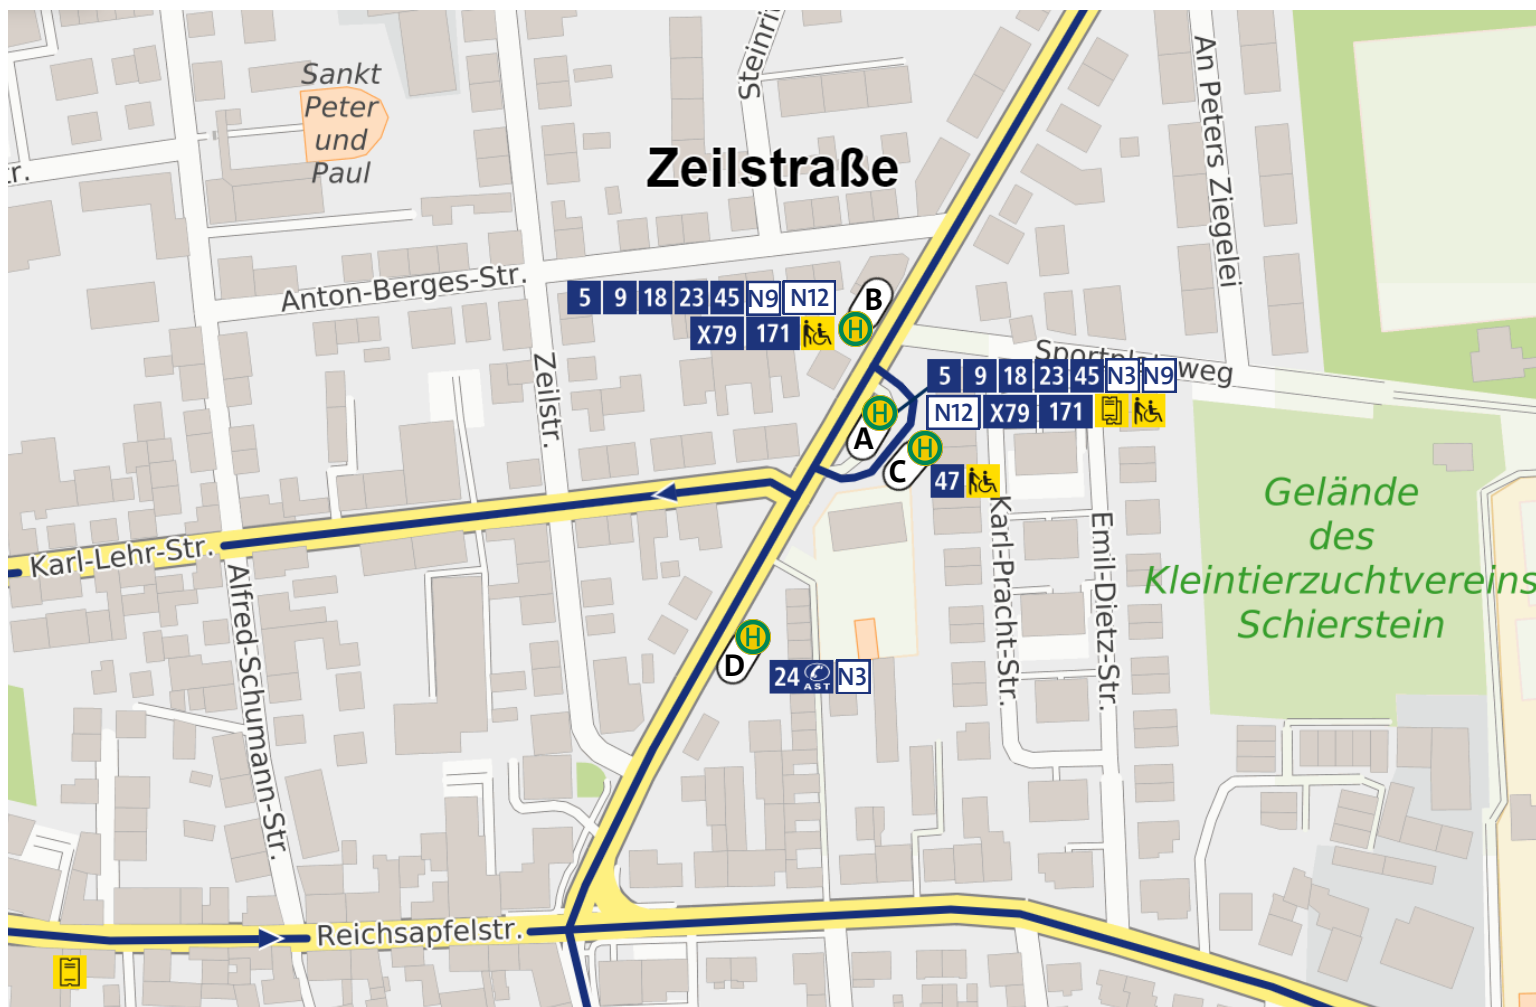 Sankt
Peter
und
Paul
Zeilstraße
An Peters Ziegelei
Anton-Berges-Str.
5 9 18 23 45 N9 N12
X79 171
B
H
Zeilstr.
5 9 18 23 45 N3 N9
N12 X79 171
H
A
H
C
47
weg
Karl-Lehr-Str.
Alfred-Schumann-Str.
Karl-Pracht-Str.
Emil-Dietz-Str.
Gelände
des
Kleintierzuchtvereins
Schierstein
H
D
24 AST N3
Reichsapfelstr.